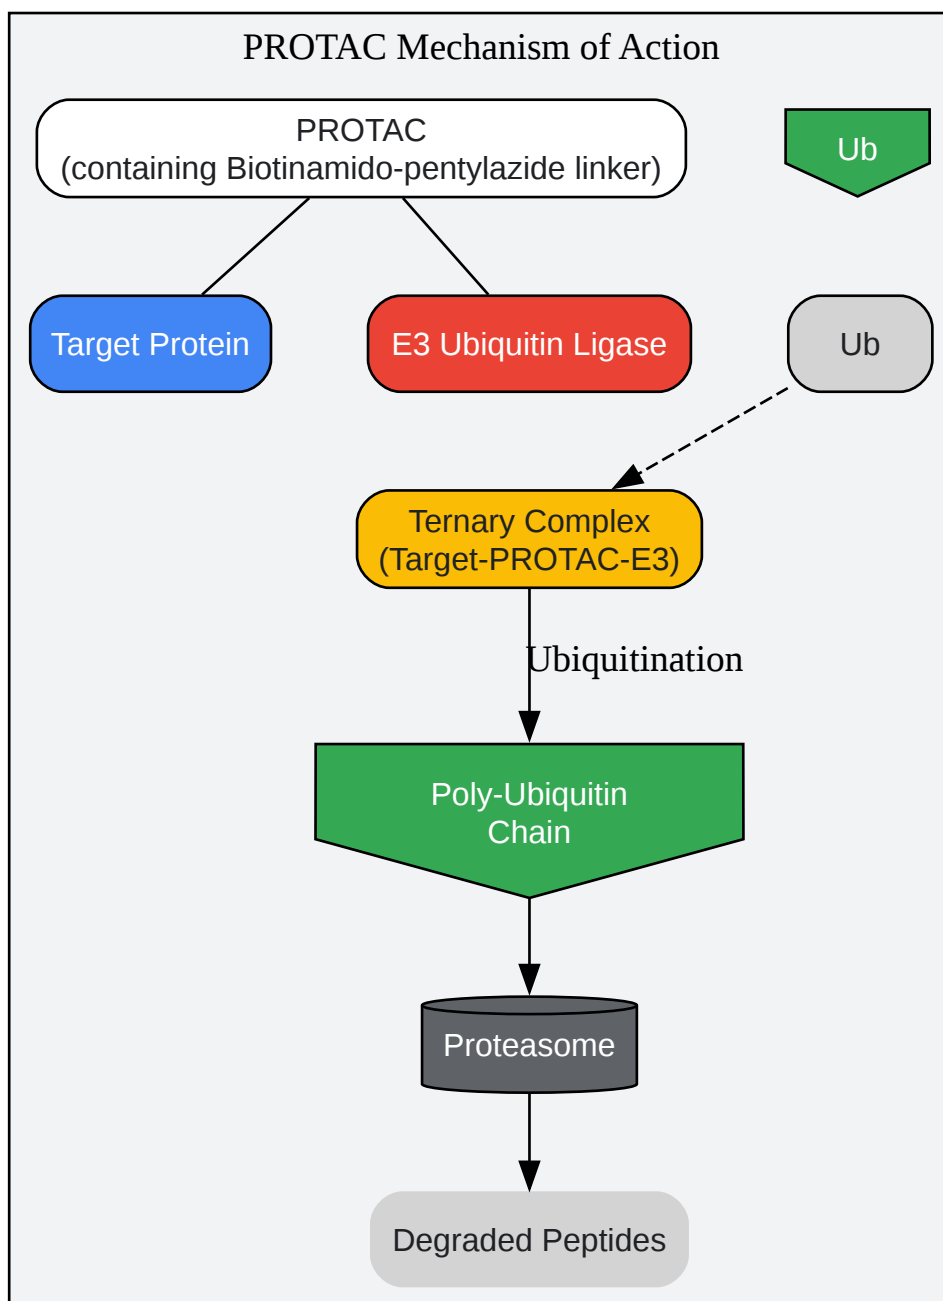 PROTAC Mechanism of Action
PROTAC
(containing Biotinamido-pentylazide linker)
Ub
Target Protein
E3 Ubiquitin Ligase
Ub
Ternary Complex
(Target-PROTAC-E3)
Ubiquitination
Poly-Ubiquitin
Chain
Proteasome
Degraded Peptides